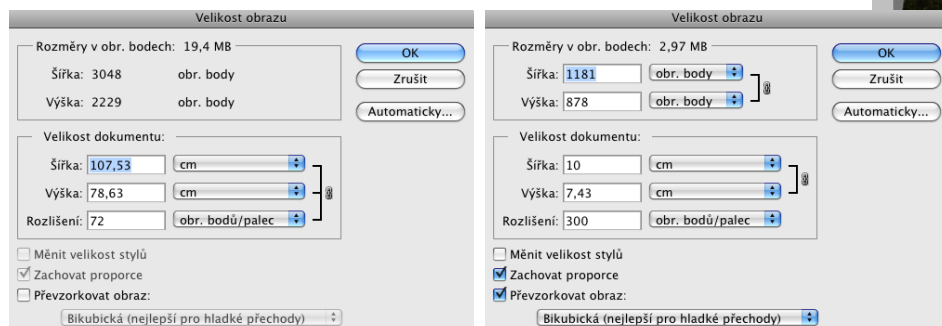 Velikost obrazu
Rozměry v obr. bodech: 19,4 MB
Šířka: 3048 obr. body
Výška: 2229 obr. body
OK
Zrušit
Automaticky...
Velikost dokumentu:
Šířka: 107,53 cm
Výška: 78,63 cm
Rozlišení: 72 obr. bodů/palec
Měnit velikost stylů
Zachovat proporce
Převzorkovat obraz:
Bikubická (nejlepší pro hladké přechody)
Velikost obrazu
Rozměry v obr. bodech: 2,97 MB
Šířka: 1181 obr. body
Výška: 878 obr. body
OK
Zrušit
Automaticky...
Velikost dokumentu:
Šířka: 10 cm
Výška: 7,43 cm
Rozlišení: 300 obr. bodů/palec
Měnit velikost stylů
Zachovat proporce
Převzorkovat obraz:
Bikubická (nejlepší pro hladké přechody)